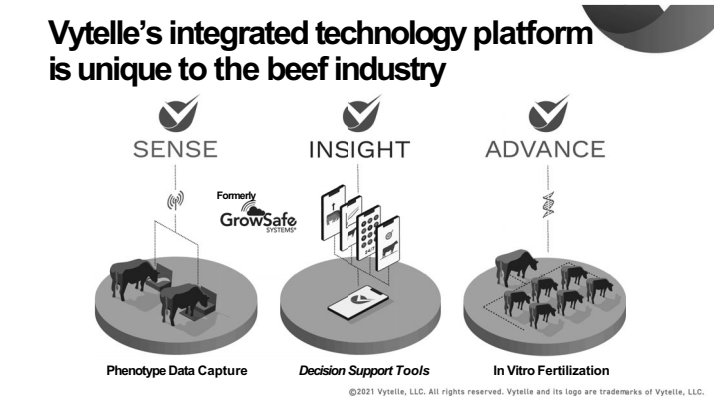 Vytelle's integrated technology platform
is unique to the beef industry
SENSE
INSIGHT
ADVANCE
Formerly
GrowSafe
SYSTEMS®
24/7
Phenotype Data Capture
Decision Support Tools
In Vitro Fertilization
©2021 Vytelle, LLC. All rights reserved. Vytelle and its logo are trademarks of Vytelle, LLC.